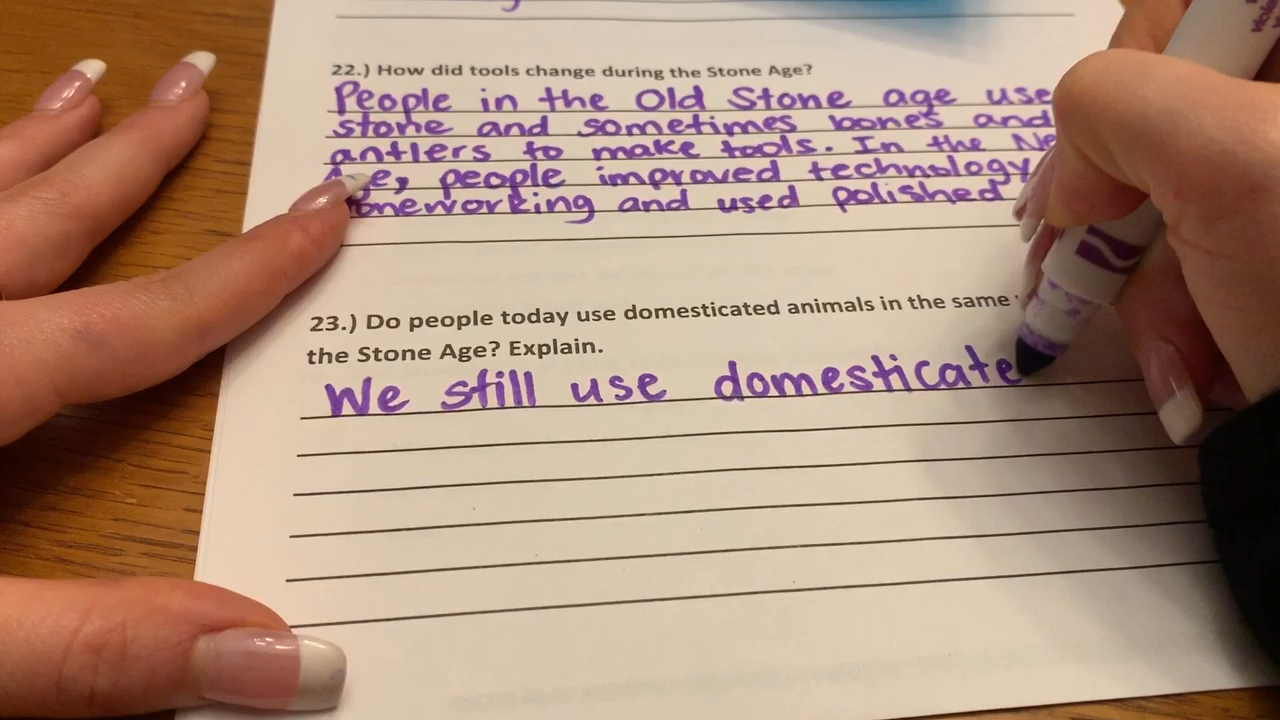 22.) How did tools change during the Stone Age?
People in the Old Stone age use
stone and sometimes bones and
antlers to make tools. In the Ne
people improved technology
toneworking and used polished
23.) Do people today use domesticated animals in the same
the Stone Age? Explain.
We still use domesticate